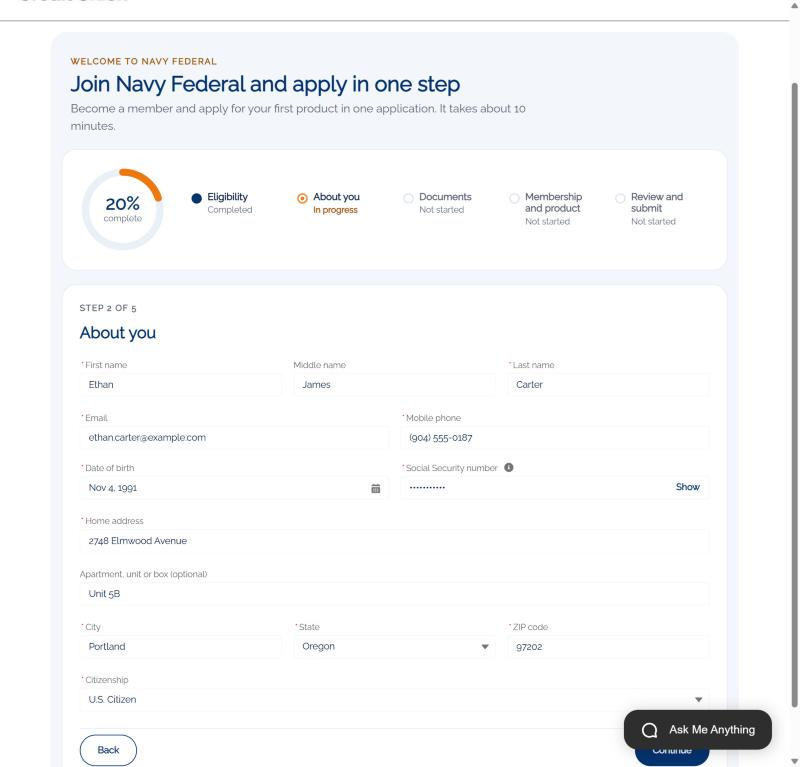 WELCOME TO NAVY FEDERAL
Join Navy Federal and apply in one step
Become a member and apply for your first product in one application. It takes about 10
minutes.
20%
complete
Eligibility
Completed
About you
In progress
Documents
Not started
Membership
and product
Not started
Review and
submit
Not started
STEP 2 OF 5
About you
* First name
Middle name
* Last name
Ethan
James
Carter
* Email
* Mobile phone
ethan.carter@example.com
(904) 555-0187
* Date of birth
* Social Security number
Nov 4, 1991
•••••••••••
Show
* Home address
2748 Elmwood Avenue
Apartment, unit or box (optional)
Unit 5B
* City
* State
* ZIP code
Portland
Oregon
97202
* Citizenship
U.S. Citizen
Ask Me Anything
Back
Continue